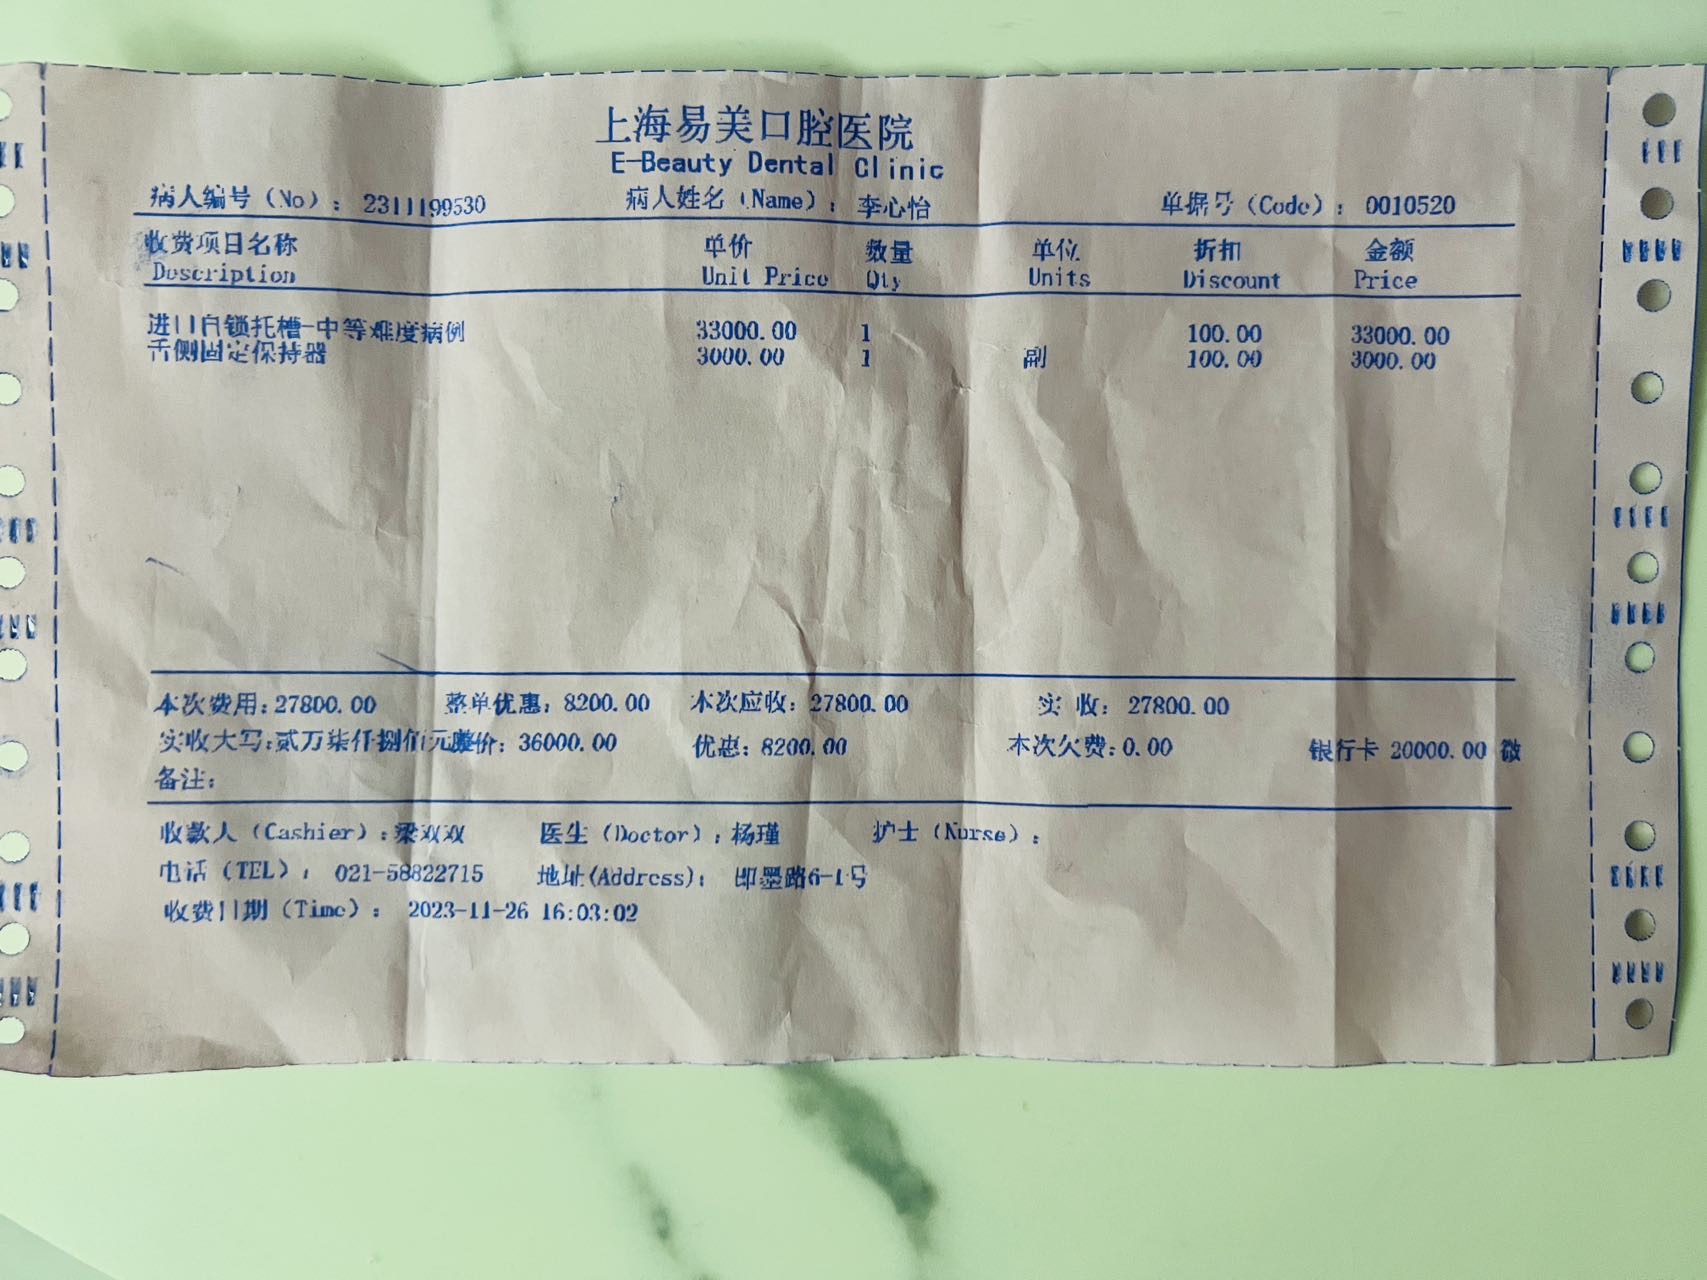 上海易美口腔医院
E-Beauty Dental Clinic
病人编号（No）：2311199530 病人姓名（Name）：李心怡 单据号（Code）：0010520
收费项目名称 单价 数量 单位 折扣 金额
Description Unit Price Qty Units Discount Price
进口自锁托槽-中等难度病例 33000.00 1 100.00 33000.00
舌侧固定保持器 3000.00 1 副 100.00 3000.00
本次费用：27800.00 整单优惠：8200.00 本次应收：27800.00 实 收：27800.00
实收大写：贰万柒仟捌佰元整 价：36000.00 优惠：8200.00 本次欠费：0.00 银行卡 20000.00 微
备注：
收款人（Cashier）：梁双双 医生（Doctor）：杨瑾 护士（Nurse）：
电话（TEL）：021-58822715 地址(Address)：即墨路6-1号
收费日期（Time）：2023-11-26 16:03:02